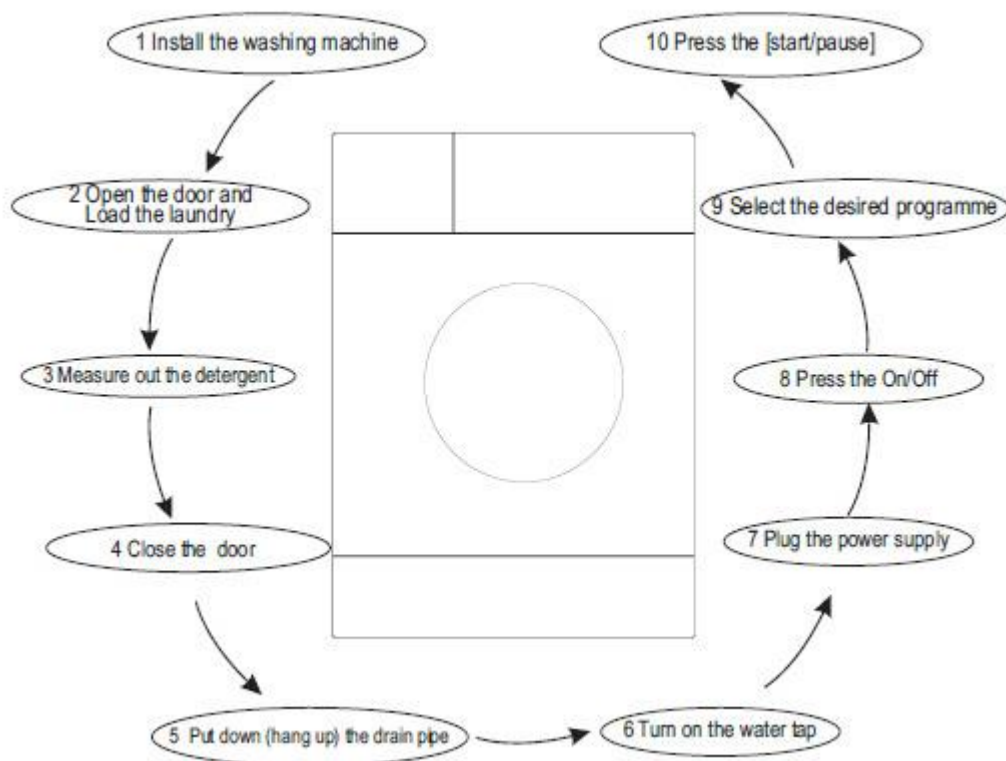 1 Install the washing machine
2 Open the door and
Load the laundry
3 Measure out the detergent
4 Close the door
5 Put down (hang up) the drain pipe
6 Turn on the water tap
7 Plug the power supply
8 Press the On/Off
9 Select the desired programme
10 Press the [start/pause]